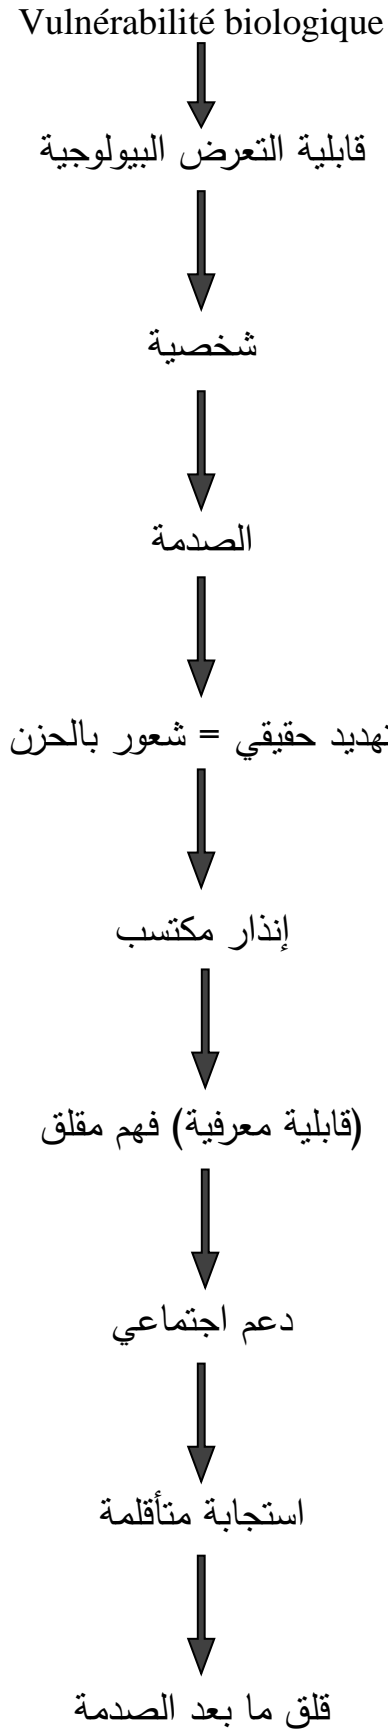 Vulnérabilité biologique
قابلية التعرض البيولوجية
شخصية
الصدمة
تهديد حقيقي = شعور بالحزن
إنذار مكتسب
(قابلية معرفية) فهم مقلق
دعم اجتماعي
استجابة متأقلمة
قلق ما بعد الصدمة